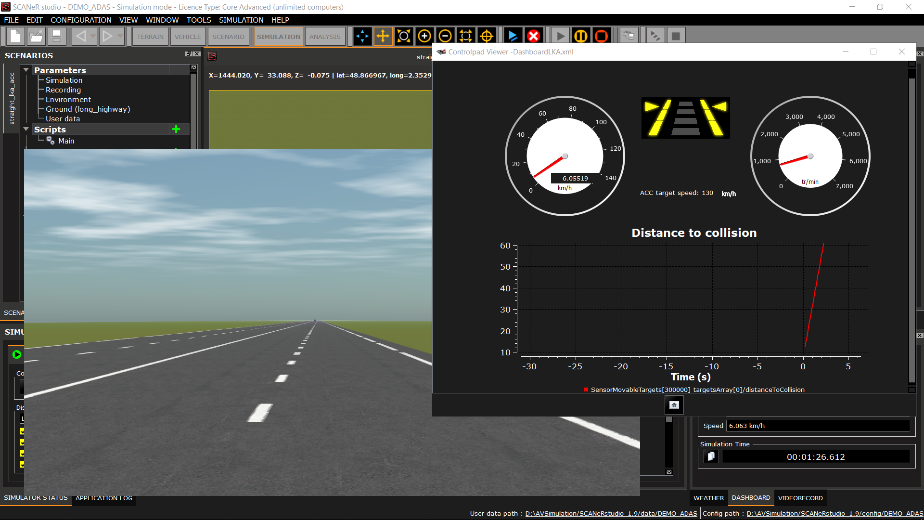 SCANeR studio - DEMO_ADAS - Simulation mode - Licence Type: Core Advanced (unlimited computers)
FILE EDIT CONFIGURATION VIEW WINDOW TOOLS SIMULATION HELP
TERRAIN VEHICLE SCENARIO SIMULATION ANALYSIS
SCENARIOS
straight_lka_acc
Parameters
Simulation
Recording
Environment
Ground (long_highway)
User data
Scripts
Main
X=1444.020, Y= 33.088, Z= -0.075 | lat=48.866967, long=2.3529
Controlpad Viewer -DashboardLKA.xml
0 20 40 60 80 100 120 140
6.05519
km/h
ACC target speed: 130 km/h
0 1,000 2,000 3,000 4,000 5,000 6,000 7,000
tr/min
Distance to collision
60
50
40
30
20
10
-30 -25 -20 -15 -10 -5 0 5
Time (s)
SensorMovableTargets[300000] targetsArray[0]/distanceToCollision
Speed 6.063 km/h
Simulation Time
00:01:26.612
SIMULATOR STATUS APPLICATION LOG
WEATHER DASHBOARD VIDEORECORD
User data path : D:\AVSimulation/SCANeRstudio_1.9/data/DEMO_ADAS Config path : D:\AVSimulation/SCANeRstudio_1.9/config/DEMO_ADAS